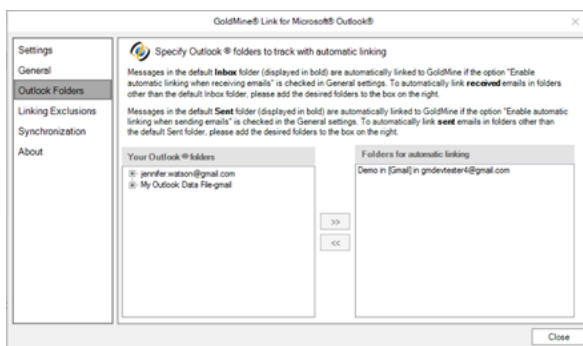 GoldMine® Link for Microsoft® Outlook®
Settings
General
Outlook Folders
Linking Exclusions
Synchronization
About
Specify Outlook ® folders to track with automatic linking
Messages in the default Inbox folder (displayed in bold) are automatically linked to GoldMine if the option "Enable
automatic linking when receiving emails" is checked in General settings. To automatically link received emails in folders
other than the default Inbox folder, please add the desired folders to the box on the right.
Messages in the default Sent folder (displayed in bold) are automatically linked to GoldMine if the option "Enable automatic
linking when sending emails" is checked in the General settings. To automatically link sent emails in folders other than
the default Sent folder, please add the desired folders to the box on the right.
Your Outlook ® folders
jennifer.watson@gmail.com
My Outlook Data File-gmail
>>
<<
Folders for automatic linking
Demo in [Gmail] in gmdevtester4@gmail.com
Close